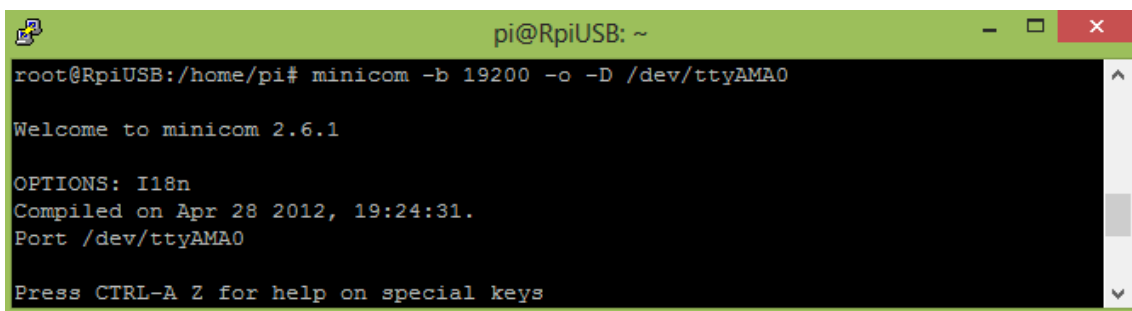 pi@RpiUSB: ~
root@RpiUSB:/home/pi# minicom -b 19200 -o -D /dev/ttyAMA0
Welcome to minicom 2.6.1
OPTIONS: I18n
Compiled on Apr 28 2012, 19:24:31.
Port /dev/ttyAMA0
Press CTRL-A Z for help on special keys